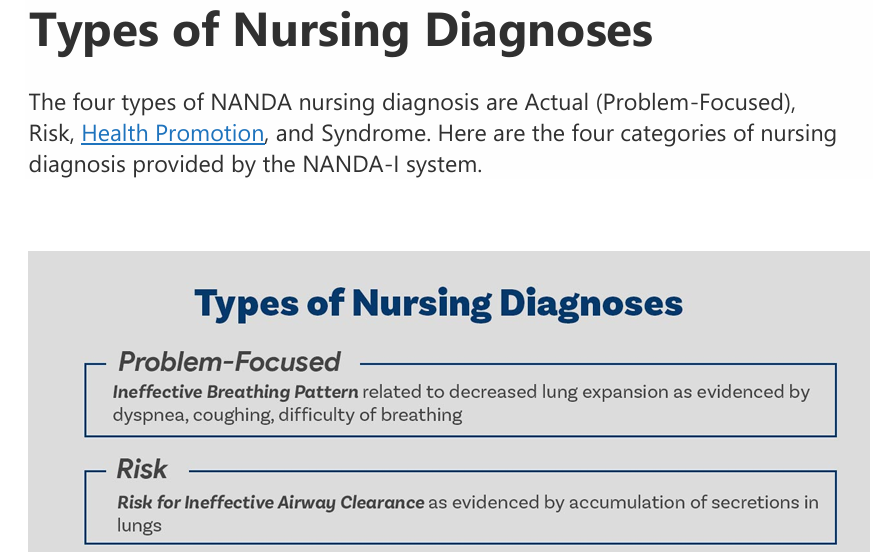 Types of Nursing Diagnoses
The four types of NANDA nursing diagnosis are Actual (Problem-Focused),
Risk, Health Promotion, and Syndrome. Here are the four categories of nursing
diagnosis provided by the NANDA-I system.
Types of Nursing Diagnoses
Problem-Focused
Ineffective Breathing Pattern related to decreased lung expansion as evidenced by
dyspnea, coughing, difficulty of breathing
Risk
Risk for Ineffective Airway Clearance as evidenced by accumulation of secretions in
lungs